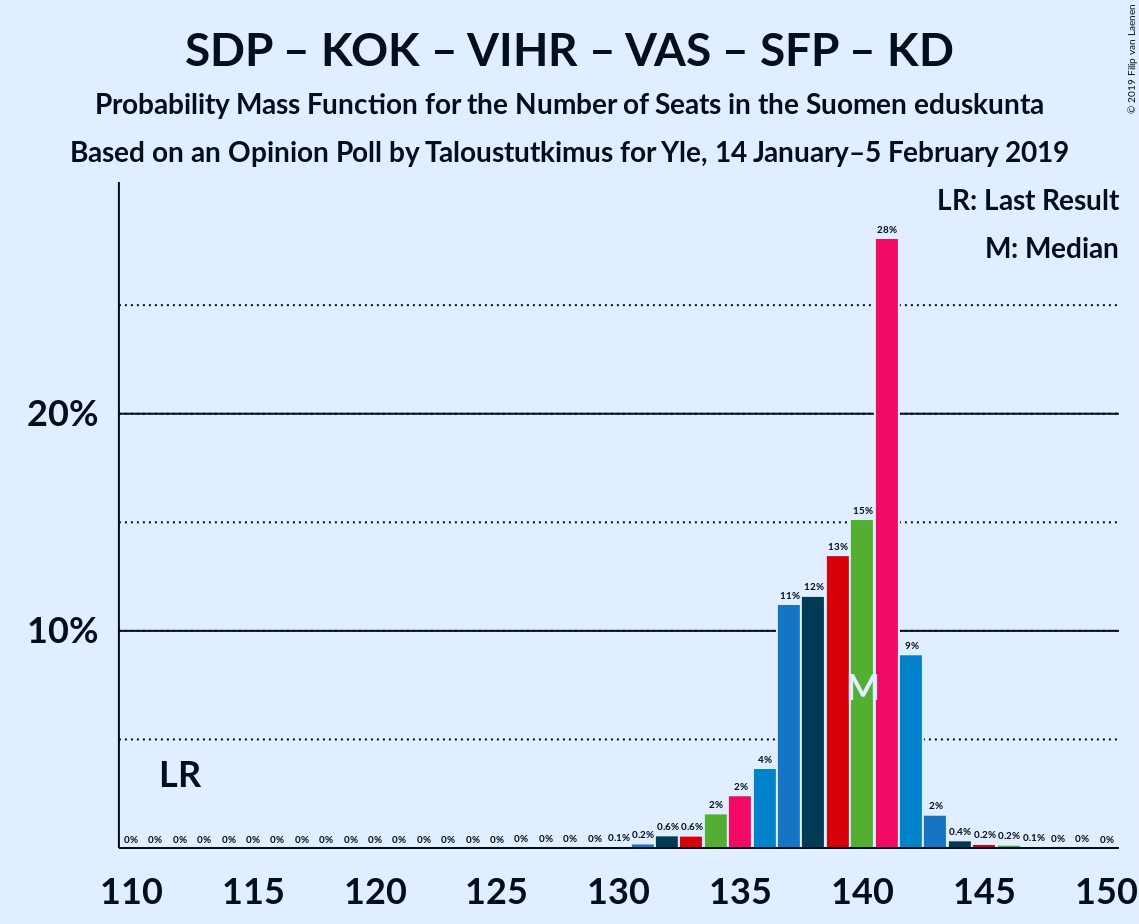 SDP – KOK – VIHR – VAS – SFP – KD
Probability Mass Function for the Number of Seats in the Suomen eduskunta
Based on an Opinion Poll by Taloustutkimus for Yle, 14 January–5 February 2019
© 2019 Filip van Laenen
LR: Last Result
M: Median
20%
10%
LR
M
0% 0% 0% 0% 0% 0% 0% 0% 0% 0% 0% 0% 0% 0% 0% 0% 0% 0% 0% 0% 0.1% 0.2% 0.6% 0.6% 2% 2% 4% 11% 12% 13% 15% 28% 9% 2% 0.4% 0.2% 0.2% 0.1% 0% 0% 0%
110 115 120 125 130 135 140 145 150